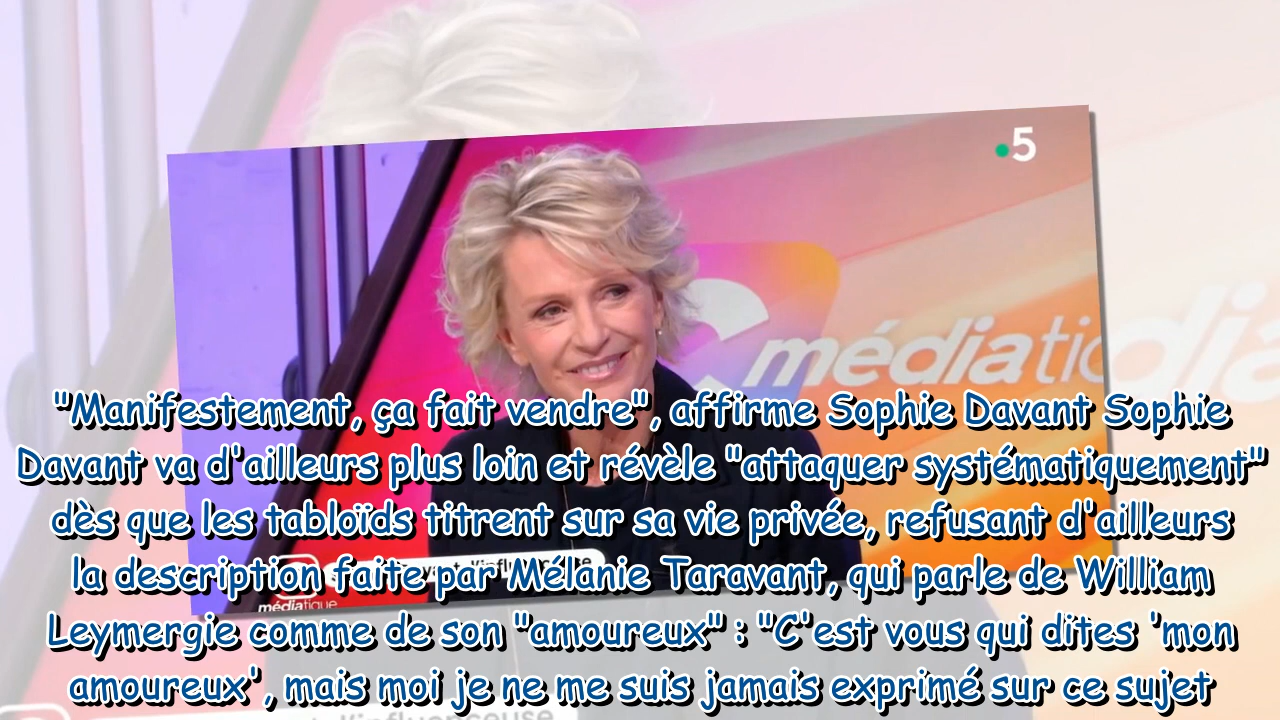 5
médiatic
dia
"Manifestement, ça fait vendre", affirme Sophie Davant Sophie
Davant va d'ailleurs plus loin et révèle "attaquer systématiquement"
dès que les tabloïds titrent sur sa vie privée, refusant d'ailleurs
la description faite par Mélanie Taravant, qui parle de William
Leymergie comme de son "amoureux" : "C'est vous qui dites 'mon
amoureux', mais moi je ne me suis jamais exprimé sur ce sujet
médiatique
l'influenceuse